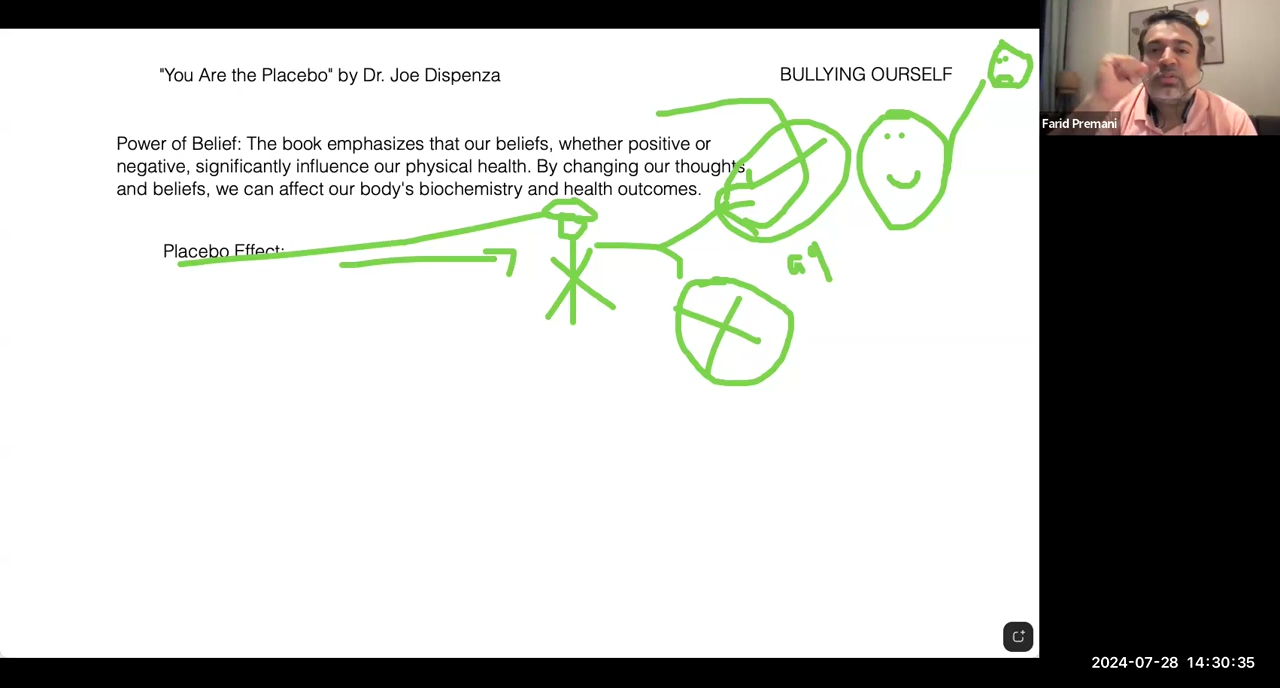 "You Are the Placebo" by Dr. Joe Dispenza
BULLYING OURSELF
Farid Premani
Power of Belief: The book emphasizes that our beliefs, whether positive or
negative, significantly influence our physical health. By changing our thoughts
and beliefs, we can affect our body's biochemistry and health outcomes.
Placebo Effect:
2024-07-28 14:30:35